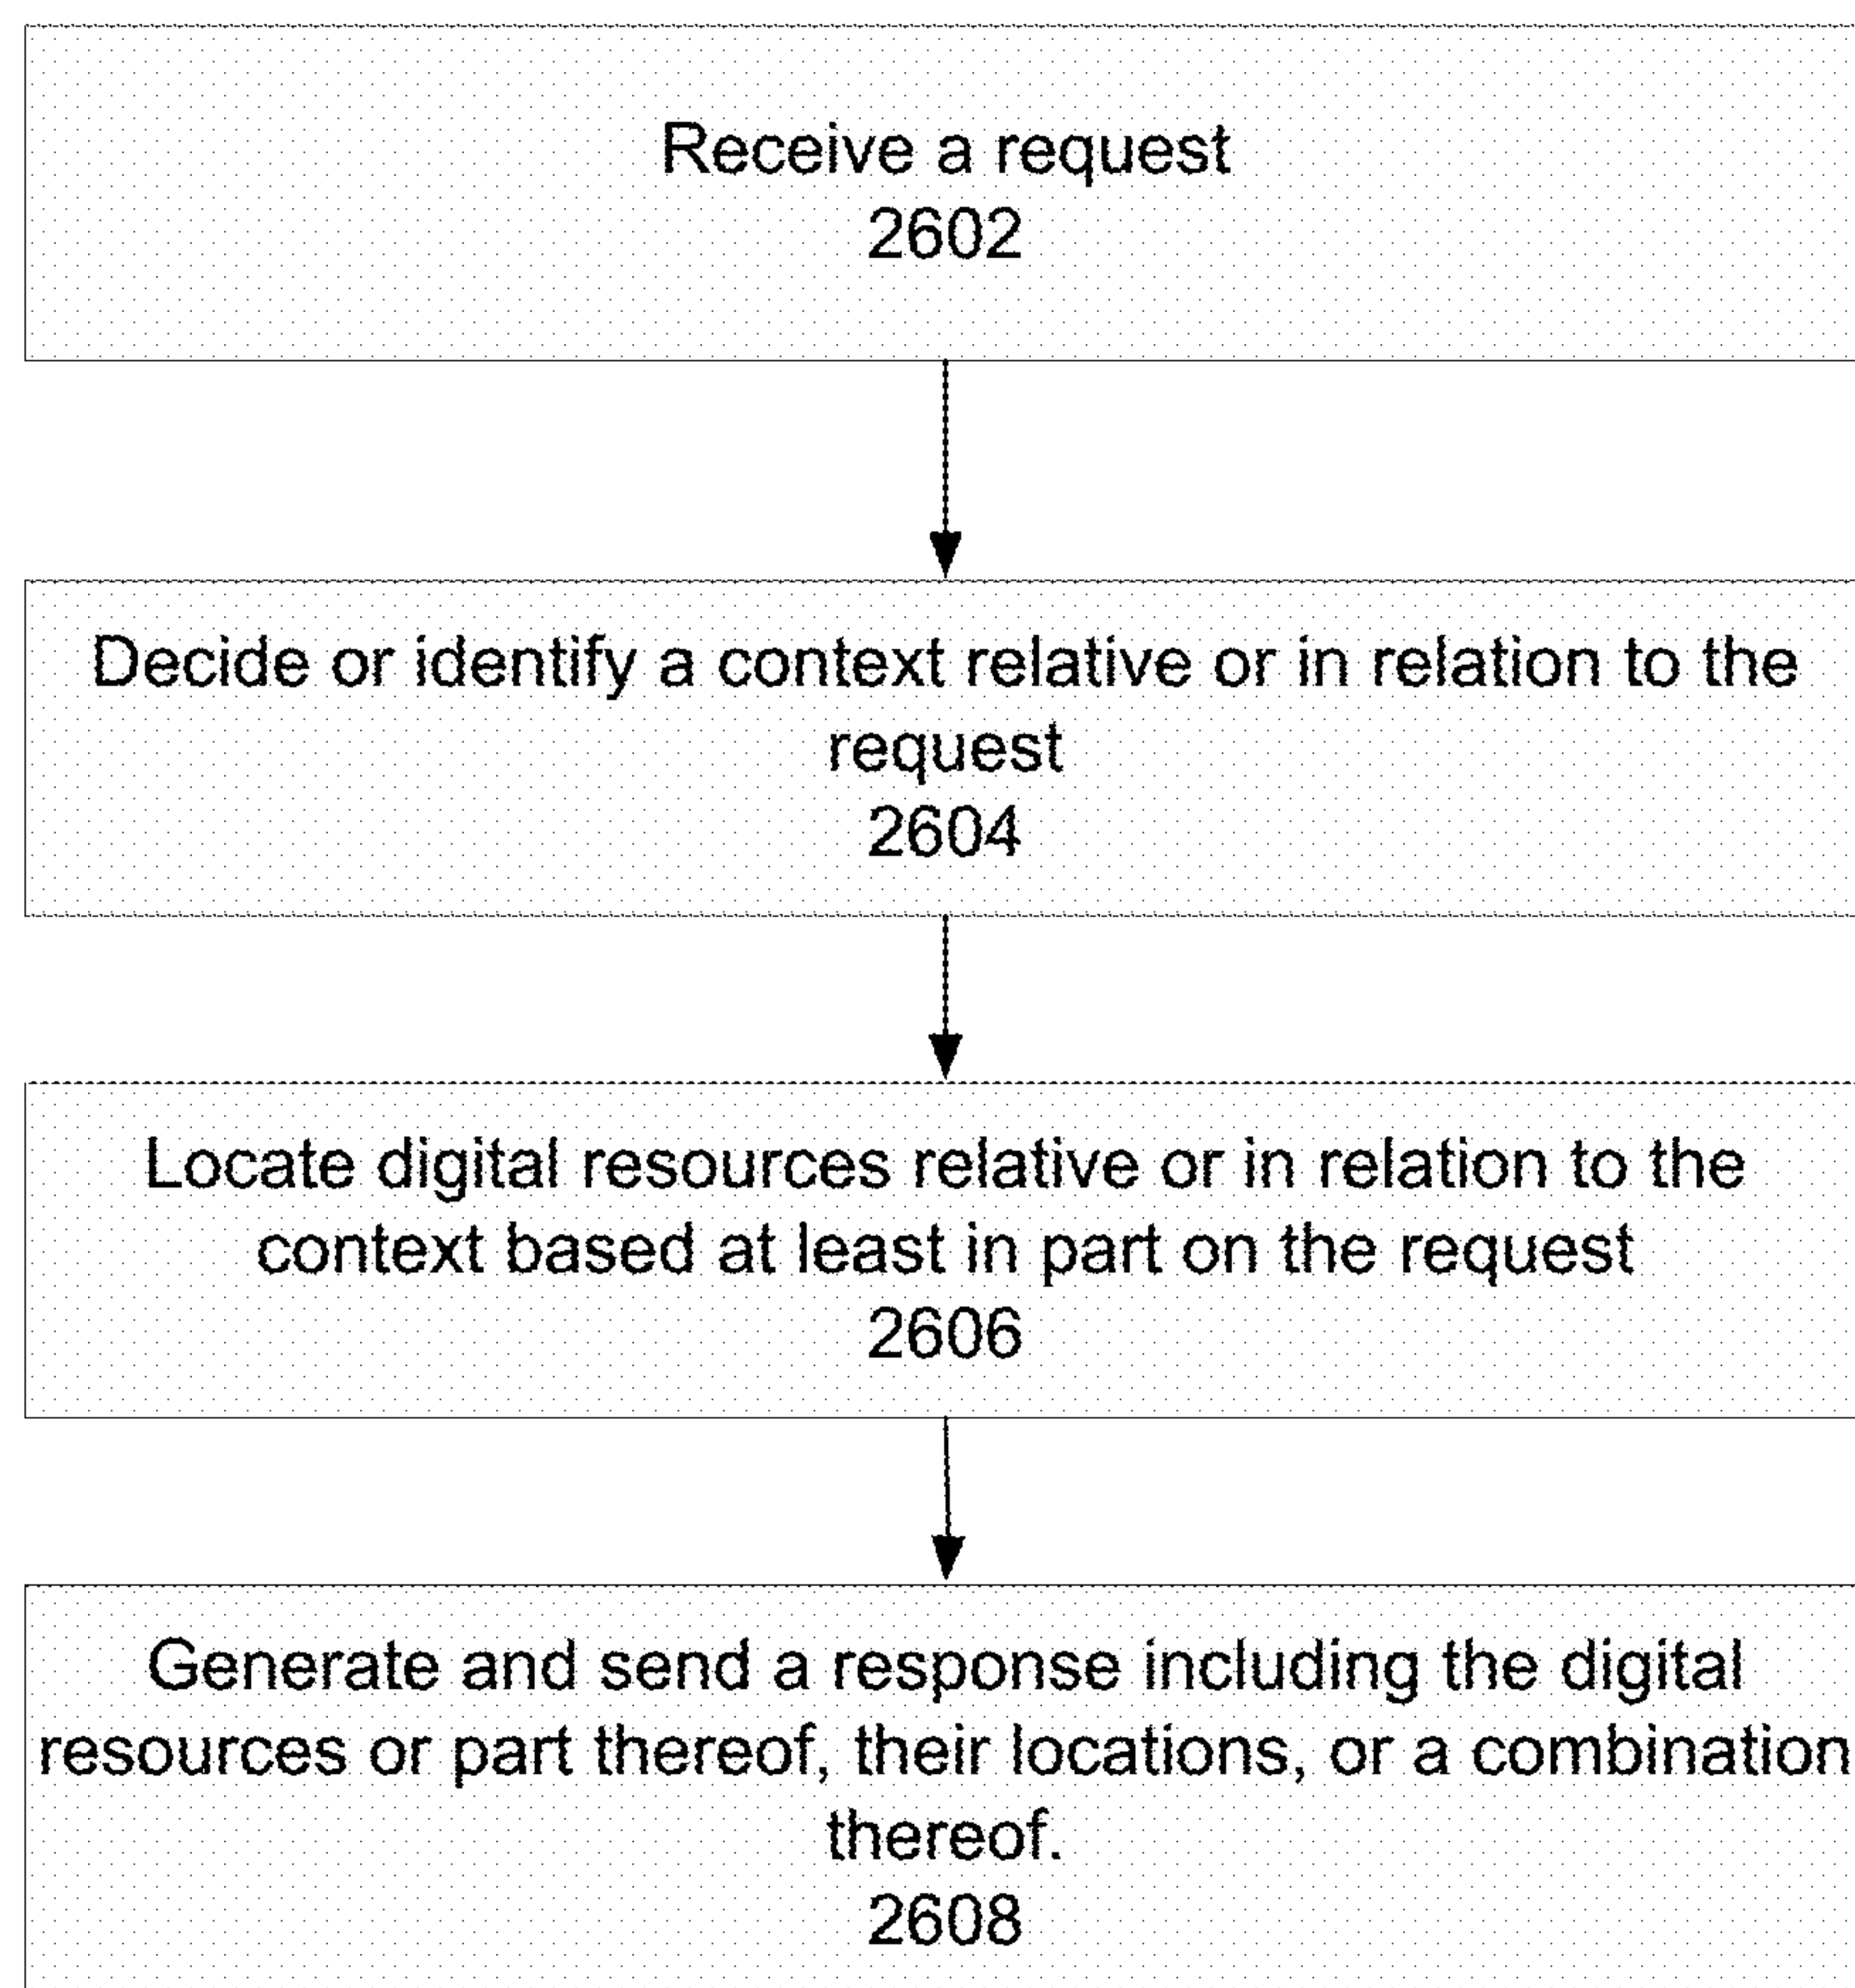 Receive a request
2602
Decide or identify a context relative or in relation to the
request
2604
Locate digital resources relative or in relation to the
context based at least in part on the request
2606
Generate and send a response including the digital
resources or part thereof, their locations, or a combination
thereof.
2608